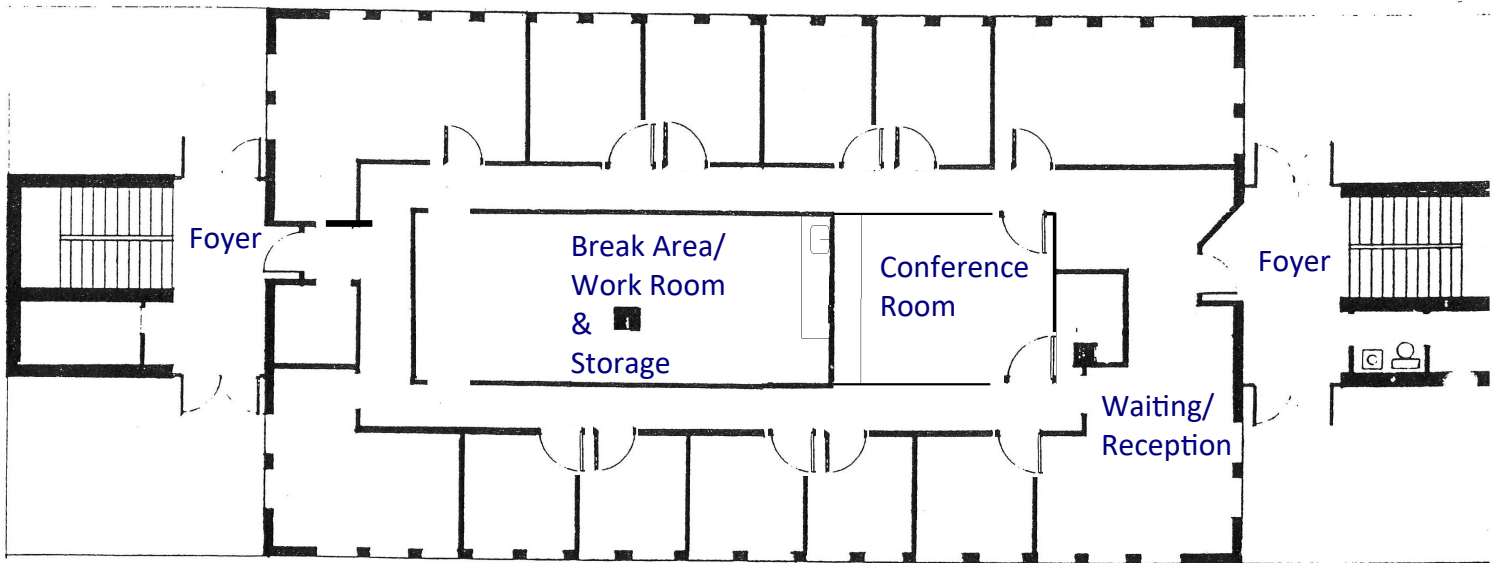 Foyer
Break Area/
Work Room
&
Storage
Conference
Room
Foyer
Waiting/
Reception
C